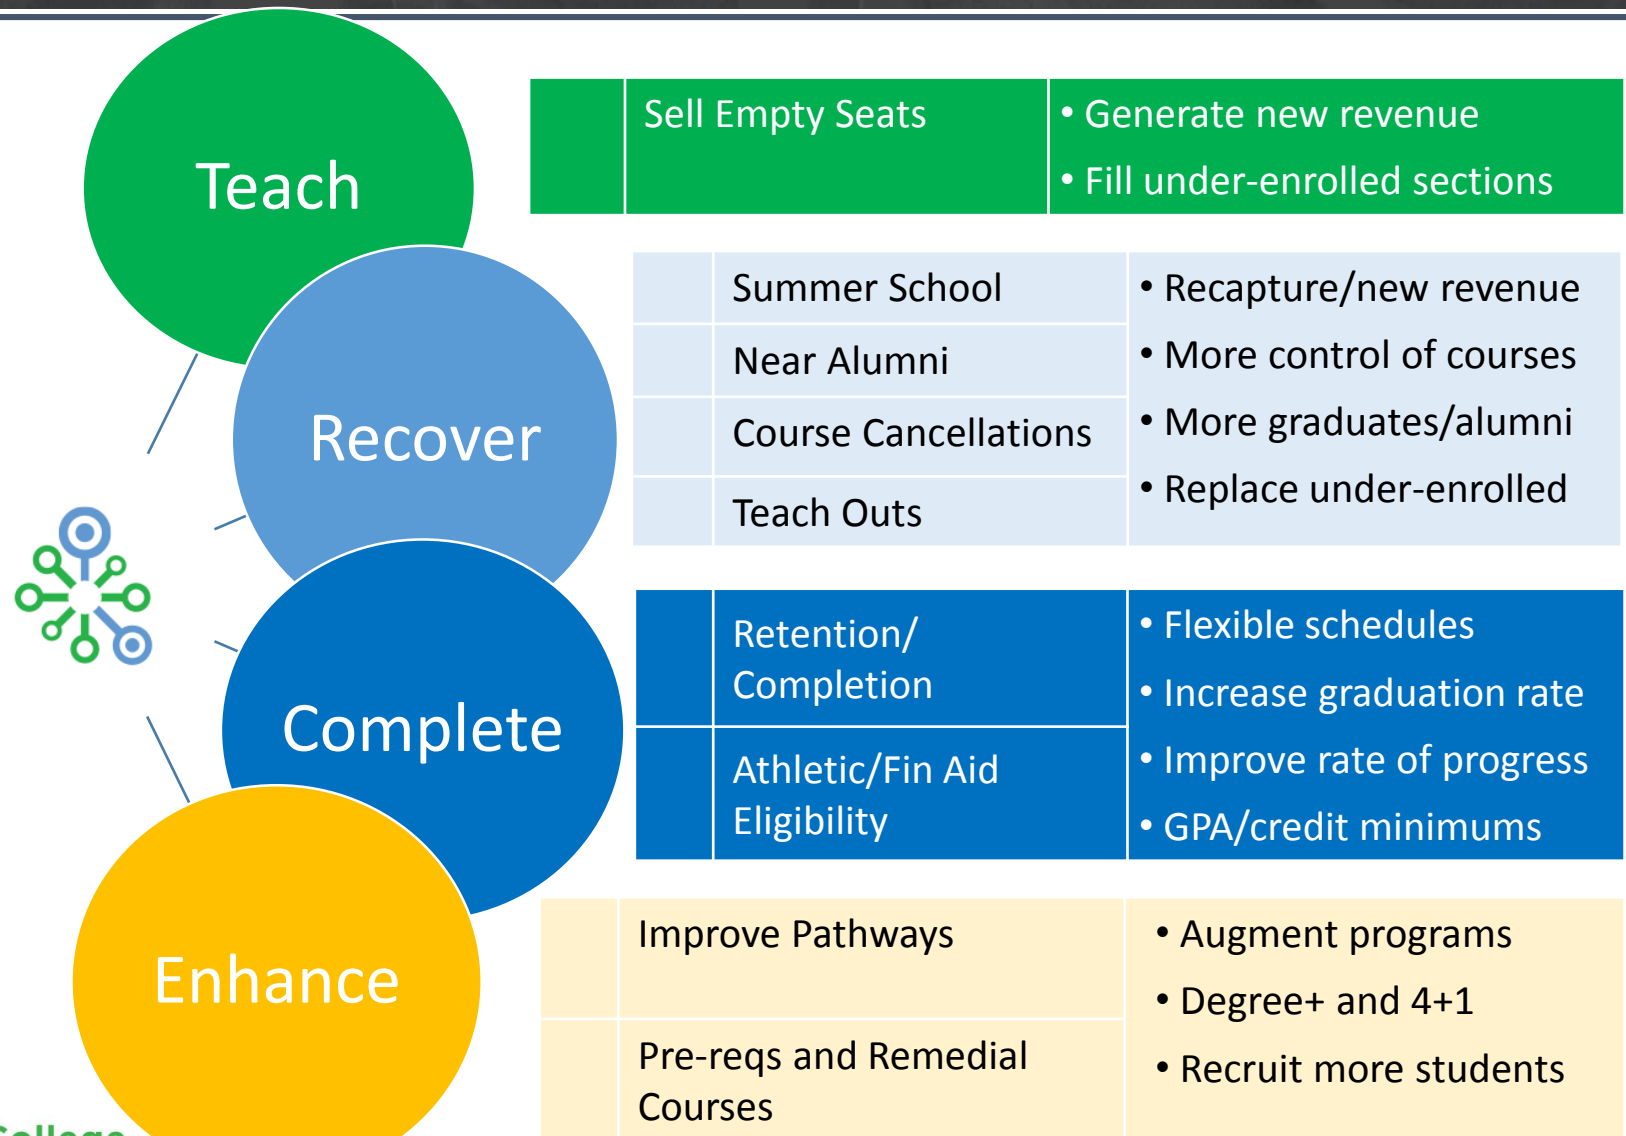 Teach
Sell Empty Seats
• Generate new revenue
• Fill under-enrolled sections
Recover
Summer School
Near Alumni
Course Cancellations
Teach Outs
• Recapture/new revenue
• More control of courses
• More graduates/alumni
• Replace under-enrolled
Complete
Retention/
Completion
Athletic/Fin Aid
Eligibility
• Flexible schedules
• Increase graduation rate
• Improve rate of progress
• GPA/credit minimums
Enhance
Improve Pathways
Pre-reqs and Remedial
Courses
• Augment programs
• Degree+ and 4+1
• Recruit more students